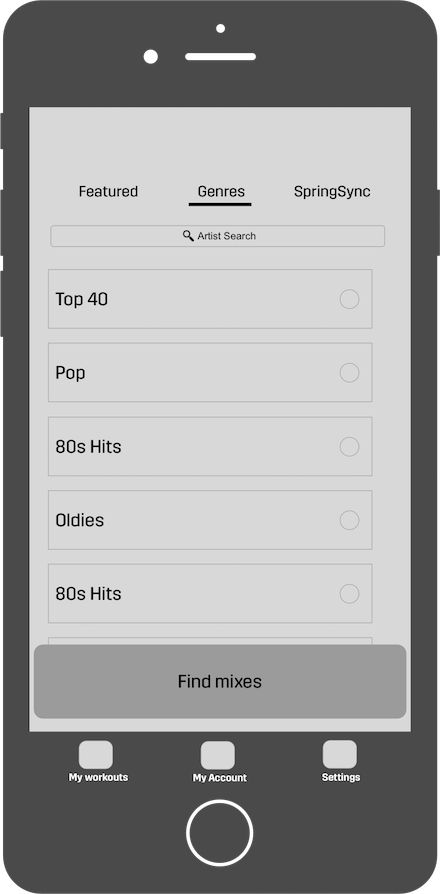 Featured Genres SpringSync
Artist Search
Top 40
Pop
80s Hits
Oldies
80s Hits
Find mixes
My workouts My Account Settings